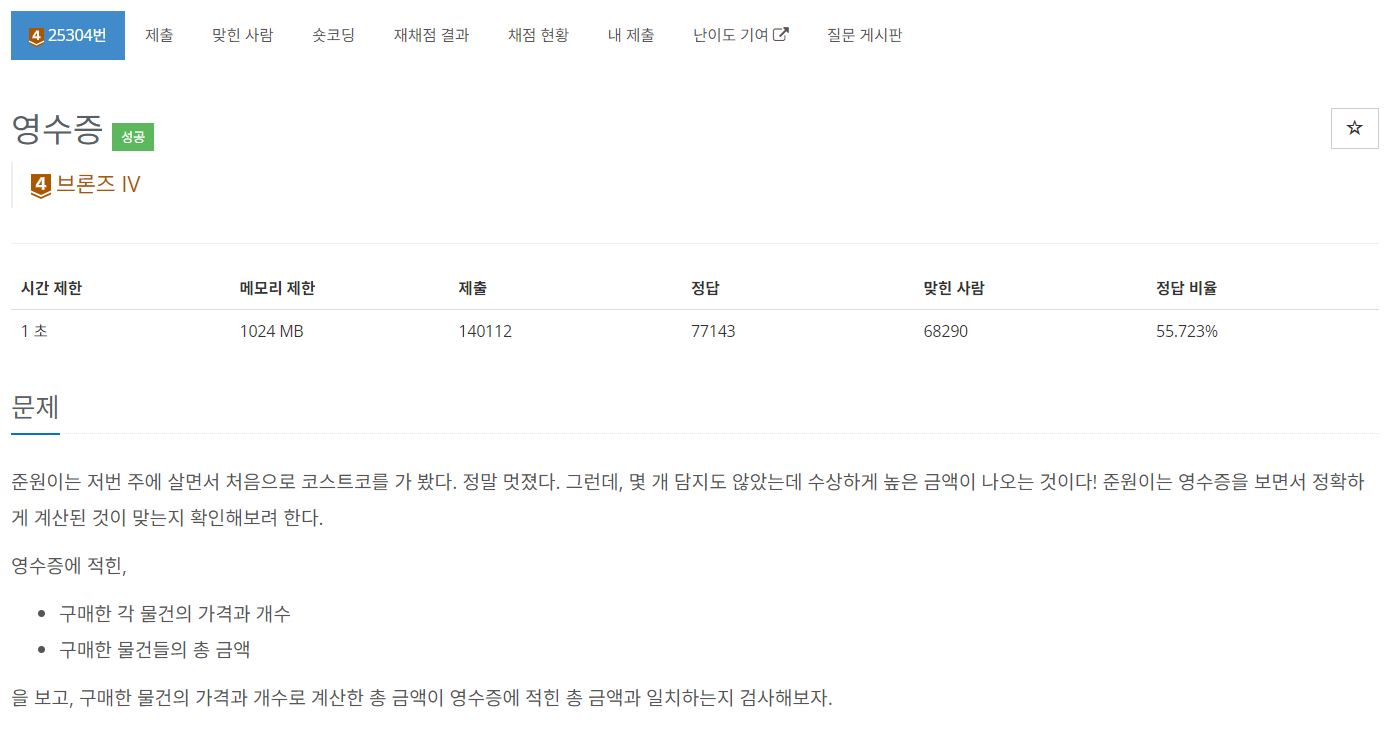 4 25304번 제출 맞힌 사람 숏코딩 재채점 결과 채점 현황 내 제출 난이도 기여 질문 게시판
영수증 성공
4 브론즈 IV
시간 제한 메모리 제한 제출 정답 맞힌 사람 정답 비율
1 초 1024 MB 140112 77143 68290 55.723%
문제
준원이는 저번 주에 살면서 처음으로 코스트코를 가 봤다. 정말 멋졌다. 그런데, 몇 개 담지도 않았는데 수상하게 높은 금액이 나오는 것이다! 준원이는 영수증을 보면서 정확하
게 계산된 것이 맞는지 확인해보려 한다.
영수증에 적힌,
• 구매한 각 물건의 가격과 개수
• 구매한 물건들의 총 금액
을 보고, 구매한 물건의 가격과 개수로 계산한 총 금액이 영수증에 적힌 총 금액과 일치하는지 검사해보자.